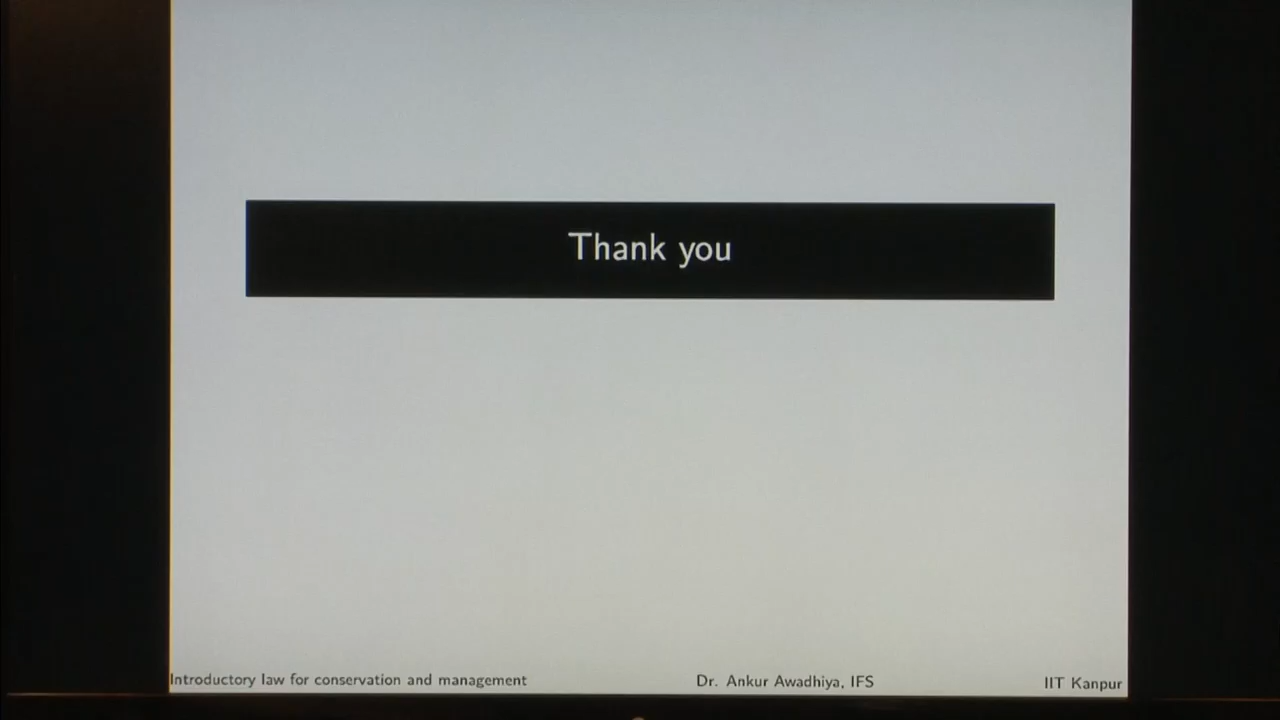 Thank you
Introductory law for conservation and management Dr. Ankur Awadhiya, IFS IIT Kanpur